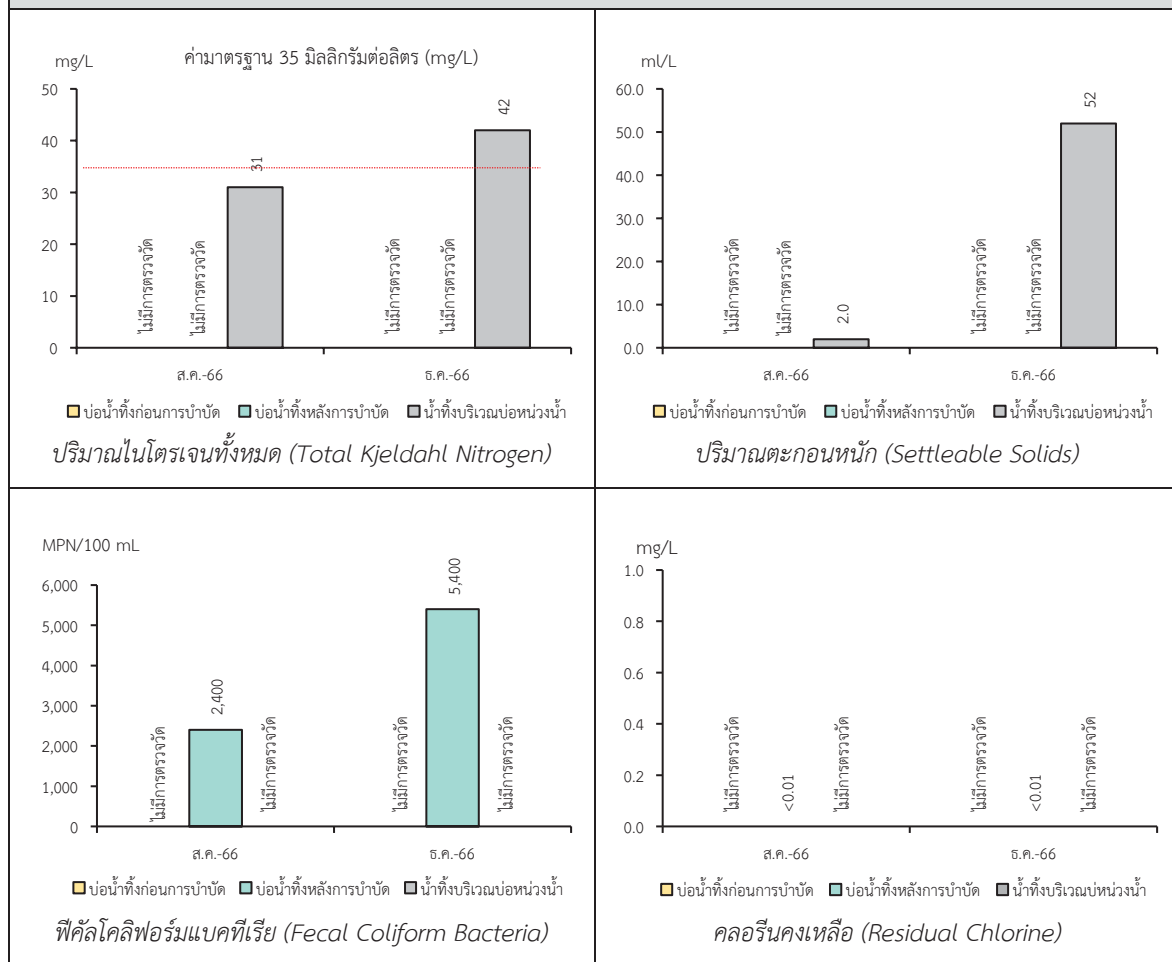 mg/L
ค่ามาตรฐาน 35 มิลลิกรัมต่อลิตร (mg/L)
50
40
30
20
10
0
ไม่มีการตรวจวัด
ไม่มีการตรวจวัด
31
ไม่มีการตรวจวัด
ไม่มีการตรวจวัด
42
ส.ค.-66
ธ.ค.-66
บ่อน้ำทิ้งก่อนการบำบัด บ่อน้ำทิ้งหลังการบำบัด น้ำทิ้งบริเวณบ่อหน่วงน้ำ
ปริมาณไนโตรเจนทั้งหมด (Total Kjeldahl Nitrogen)
ml/L
60.0
50.0
40.0
30.0
20.0
10.0
0.0
ไม่มีการตรวจวัด
ไม่มีการตรวจวัด
2.0
ไม่มีการตรวจวัด
ไม่มีการตรวจวัด
52
ส.ค.-66
ธ.ค.-66
บ่อน้ำทิ้งก่อนการบำบัด บ่อน้ำทิ้งหลังการบำบัด น้ำทิ้งบริเวณบ่อหน่วงน้ำ
ปริมาณตะกอนหนัก (Settleable Solids)
MPN/100 mL
6,000
5,000
4,000
3,000
2,000
1,000
0
ไม่มีการตรวจวัด
2,400
ไม่มีการตรวจวัด
ไม่มีการตรวจวัด
5,400
ไม่มีการตรวจวัด
ส.ค.-66
ธ.ค.-66
บ่อน้ำทิ้งก่อนการบำบัด บ่อน้ำทิ้งหลังการบำบัด น้ำทิ้งบริเวณบ่อหน่วงน้ำ
ฟีคัลโคลิฟอร์มแบคทีเรีย (Fecal Coliform Bacteria)
mg/L
1.0
0.8
0.6
0.4
0.2
0.0
ไม่มีการตรวจวัด
<0.01
ไม่มีการตรวจวัด
ไม่มีการตรวจวัด
<0.01
ไม่มีการตรวจวัด
ส.ค.-66
ธ.ค.-66
บ่อน้ำทิ้งก่อนการบำบัด บ่อน้ำทิ้งหลังการบำบัด น้ำทิ้งบริเวณบ่หน่วงน้ำ
คลอรีนคงเหลือ (Residual Chlorine)